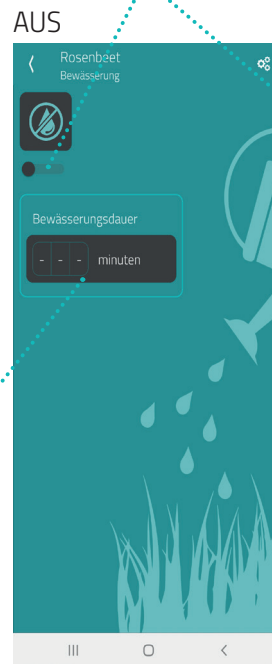 AUS
Rosenbeet
Bewässerung
Bewässerungsdauer
- - - minuten